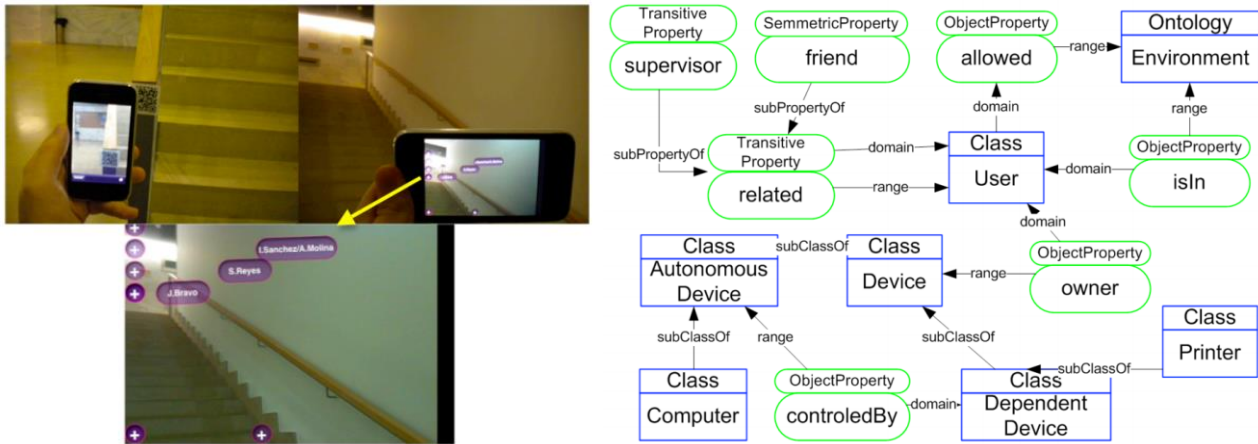 J.Bravo
S.Reyes
I.Sanchez/A.Molina
Transitive
Property
supervisor
SemmetricProperty
friend
ObjectProperty
allowed
range
Ontology
Environment
subPropertyOf
subPropertyOf
domain
range
Transitive
Property
related
domain
range
Class
User
domain
ObjectProperty
isIn
domain
Class
Autonomous
Device
subClassOf
Class
Device
range
ObjectProperty
owner
subClassOf
range
subClassOf
Class
Printer
subClassOf
Class
Computer
ObjectProperty
controledBy
domain
Class
Dependent
Device